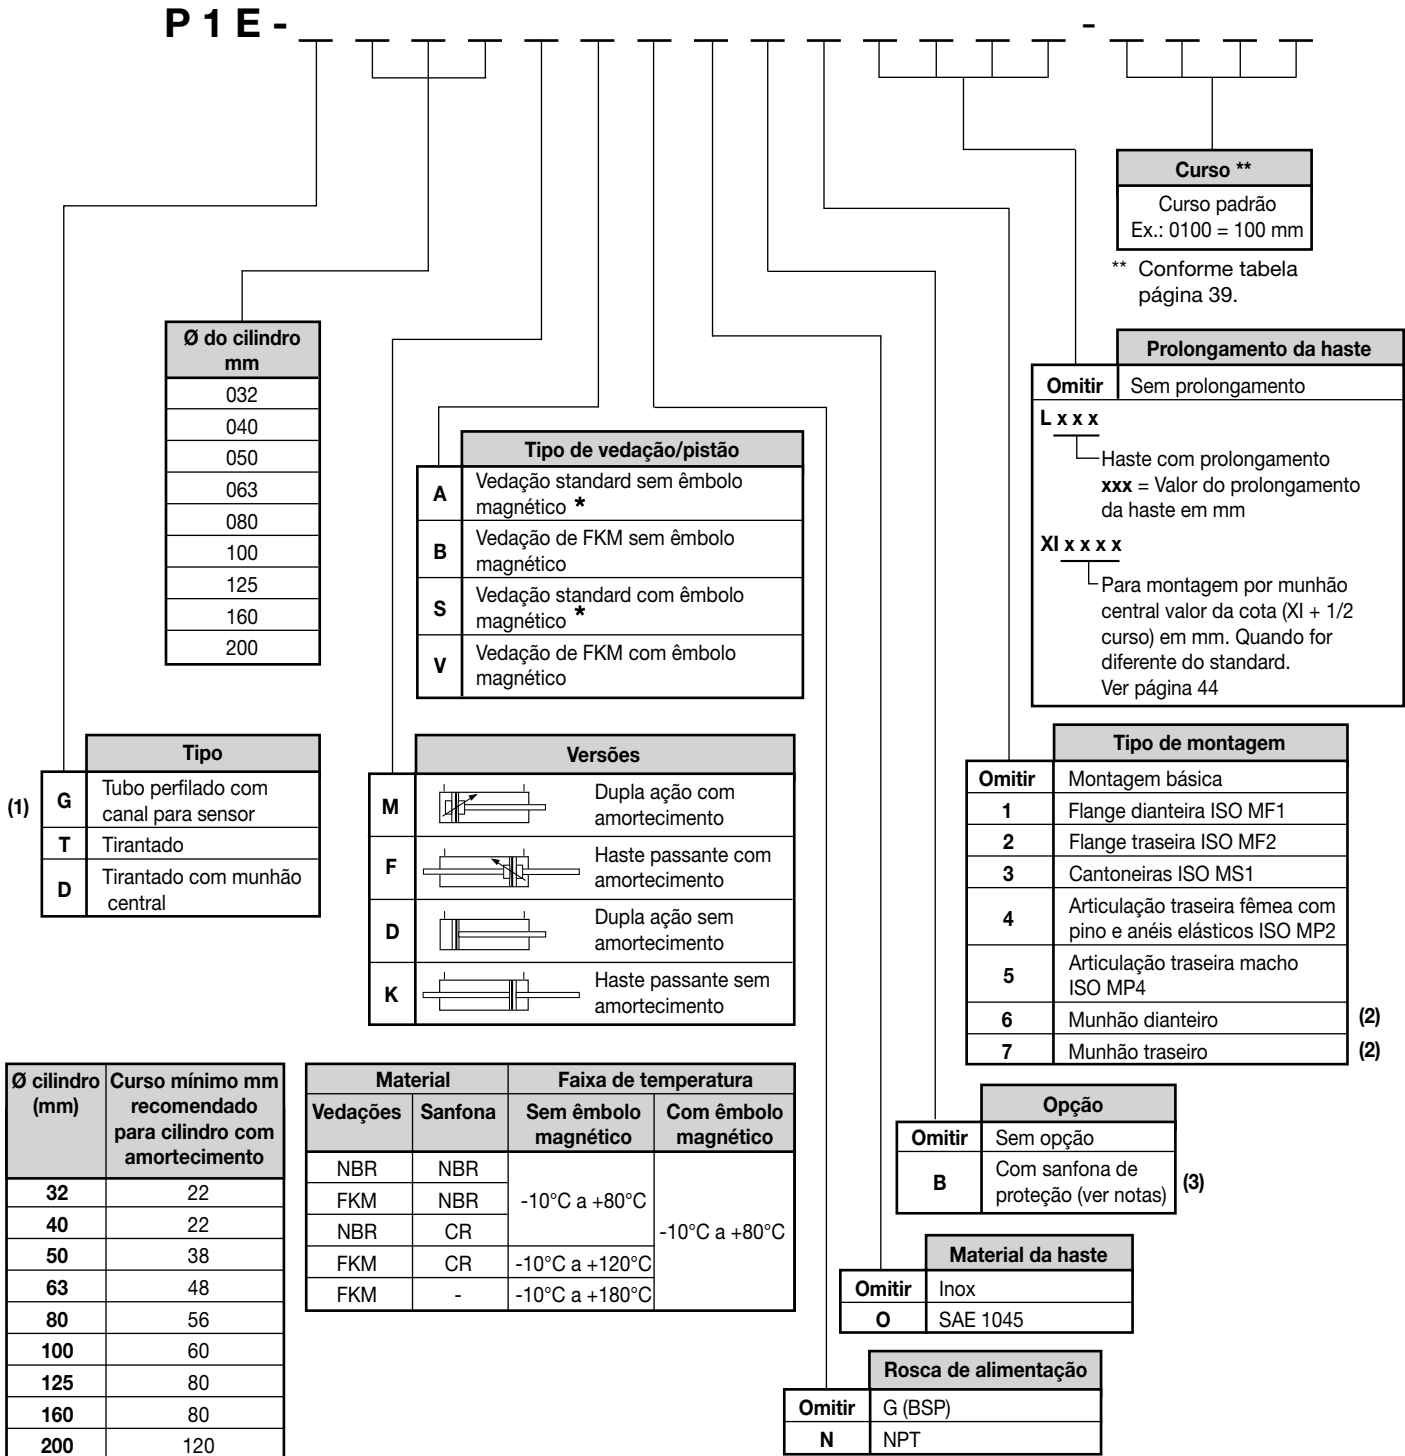 P 1 E -
-
Curso **
Curso padrão
Ex.: 0100 = 100 mm
** Conforme tabela
página 39.
Ø do cilindro
mm
032
040
050
063
080
100
125
160
200
Prolongamento da haste
Omitir Sem prolongamento
L x x x
Haste com prolongamento
xxx = Valor do prolongamento
da haste em mm
XI x x x x
Para montagem por munhão
central valor da cota (XI + 1/2
curso) em mm. Quando for
diferente do standard.
Ver página 44
Tipo de vedação/pistão
A Vedação standard sem êmbolo
magnético *
B Vedação de FKM sem êmbolo
magnético
S Vedação standard com êmbolo
magnético *
V Vedação de FKM com êmbolo
magnético
Tipo
(1) G Tubo perfilado com
canal para sensor
T Tirantado
D Tirantado com munhão
central
Versões
M Dupla ação com
amortecimento
F Haste passante com
amortecimento
D Dupla ação sem
amortecimento
K Haste passante sem
amortecimento
Tipo de montagem
Omitir Montagem básica
1 Flange dianteira ISO MF1
2 Flange traseira ISO MF2
3 Cantoneiras ISO MS1
4 Articulação traseira fêmea com
pino e anéis elásticos ISO MP2
5 Articulação traseira macho
ISO MP4
6 Munhão dianteiro (2)
7 Munhão traseiro (2)
Ø cilindro Curso mínimo mm
(mm) recomendado
para cilindro com
amortecimento
32 22
40 22
50 38
63 48
80 56
100 60
125 80
160 80
200 120
Material Faixa de temperatura
Vedações Sanfona Sem êmbolo Com êmbolo
magnético magnético
NBR NBR
FKM NBR -10°C a +80°C
NBR CR -10°C a +80°C
FKM CR -10°C a +120°C
FKM - -10°C a +180°C
Opção
Omitir Sem opção
B Com sanfona de
proteção (ver notas) (3)
Material da haste
Omitir Inox
O SAE 1045
Rosca de alimentação
Omitir G (BSP)
N NPT